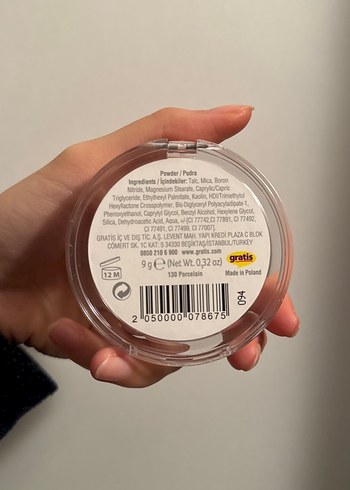 Powder / Pudra
Ingredients / İçindekiler: Talc, Mica, Boron
Nitride, Magnesium Stearate, Caprylic/Capric
Triglyceride, Ethylhexyl Palmitate, Kaolin, HDI/Trimethylol
Hexyllactone Crosspolymer, Bis-Diglyceryl Polyacyladipate-1,
Phenoxyethanol, Caprylyl Glycol, Benzyl Alcohol, Hexylene Glycol,
Silica, Dehydroacetic Acid, Aqua, +/-[CI 77742,CI 77891, CI 77492,
CI 77491, CI 77499, CI 77007].
GRATİS İÇ VE DIŞ TİC. A.Ş. LEVENT MAH. YAPI KREDİ PLAZA C BLOK
CÖMERT SK. 1C KAT: 5 34330 BEŞİKTAŞ/İSTANBUL/TURKEY
0850 210 6 900 www.gratis.com
9 g e (Net Wt. 0,32 oz)
130 Porcelain
gratis
Made in Poland
12 M
094
2 050000 078675